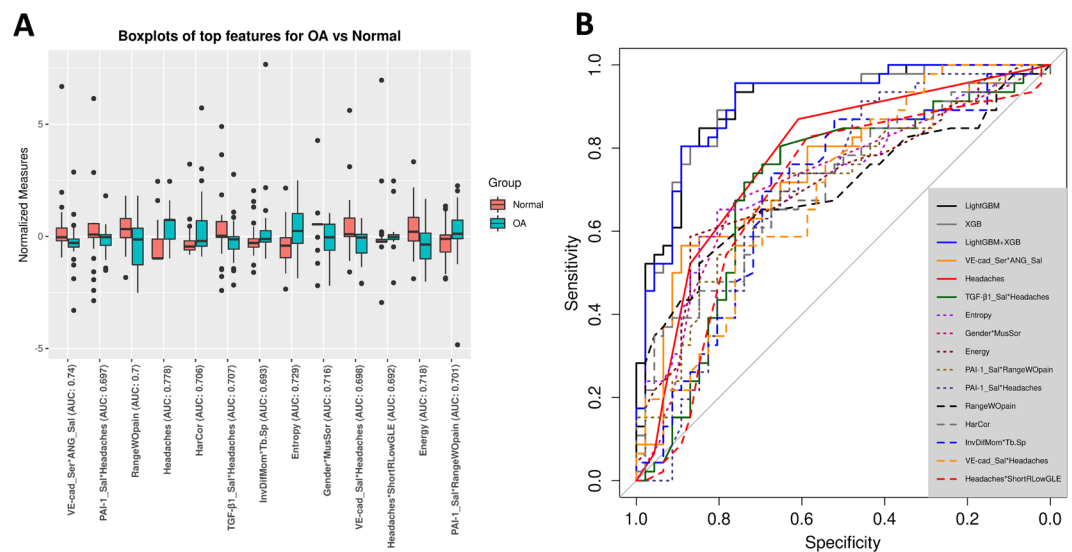 A
Boxplots of top features for OA vs Normal
Normalized Measures
5
0
-5
VE-cad_Ser*ANG_Sal (AUC: 0.74)
PAI-1_Sal*Headaches (AUC: 0.697)
RangeWOpain (AUC: 0.7)
Headaches (AUC: 0.778)
HarCor (AUC: 0.706)
TGF-β1_Sal*Headaches (AUC: 0.707)
InvDifMom*Tb.Sp (AUC: 0.693)
Entropy (AUC: 0.729)
Gender*MusSor (AUC: 0.716)
VE-cad_Sal*Headaches (AUC: 0.698)
Headaches*ShortRLowGLE (AUC: 0.692)
Energy (AUC: 0.718)
PAI-1_Sal*RangeWOpain (AUC: 0.701)
Group
Normal
OA
B
Sensitivity
1.0
0.8
0.6
0.4
0.2
0.0
1.0 0.8 0.6 0.4 0.2 0.0
Specificity
LightGBM
XGB
LightGBM+XGB
VE-cad_Ser*ANG_Sal
Headaches
TGF-β1_Sal*Headaches
Entropy
Gender*MusSor
Energy
PAI-1_Sal*RangeWOpain
PAI-1_Sal*Headaches
RangeWOpain
HarCor
InvDifMom*Tb.Sp
VE-cad_Sal*Headaches
Headaches*ShortRLowGLE